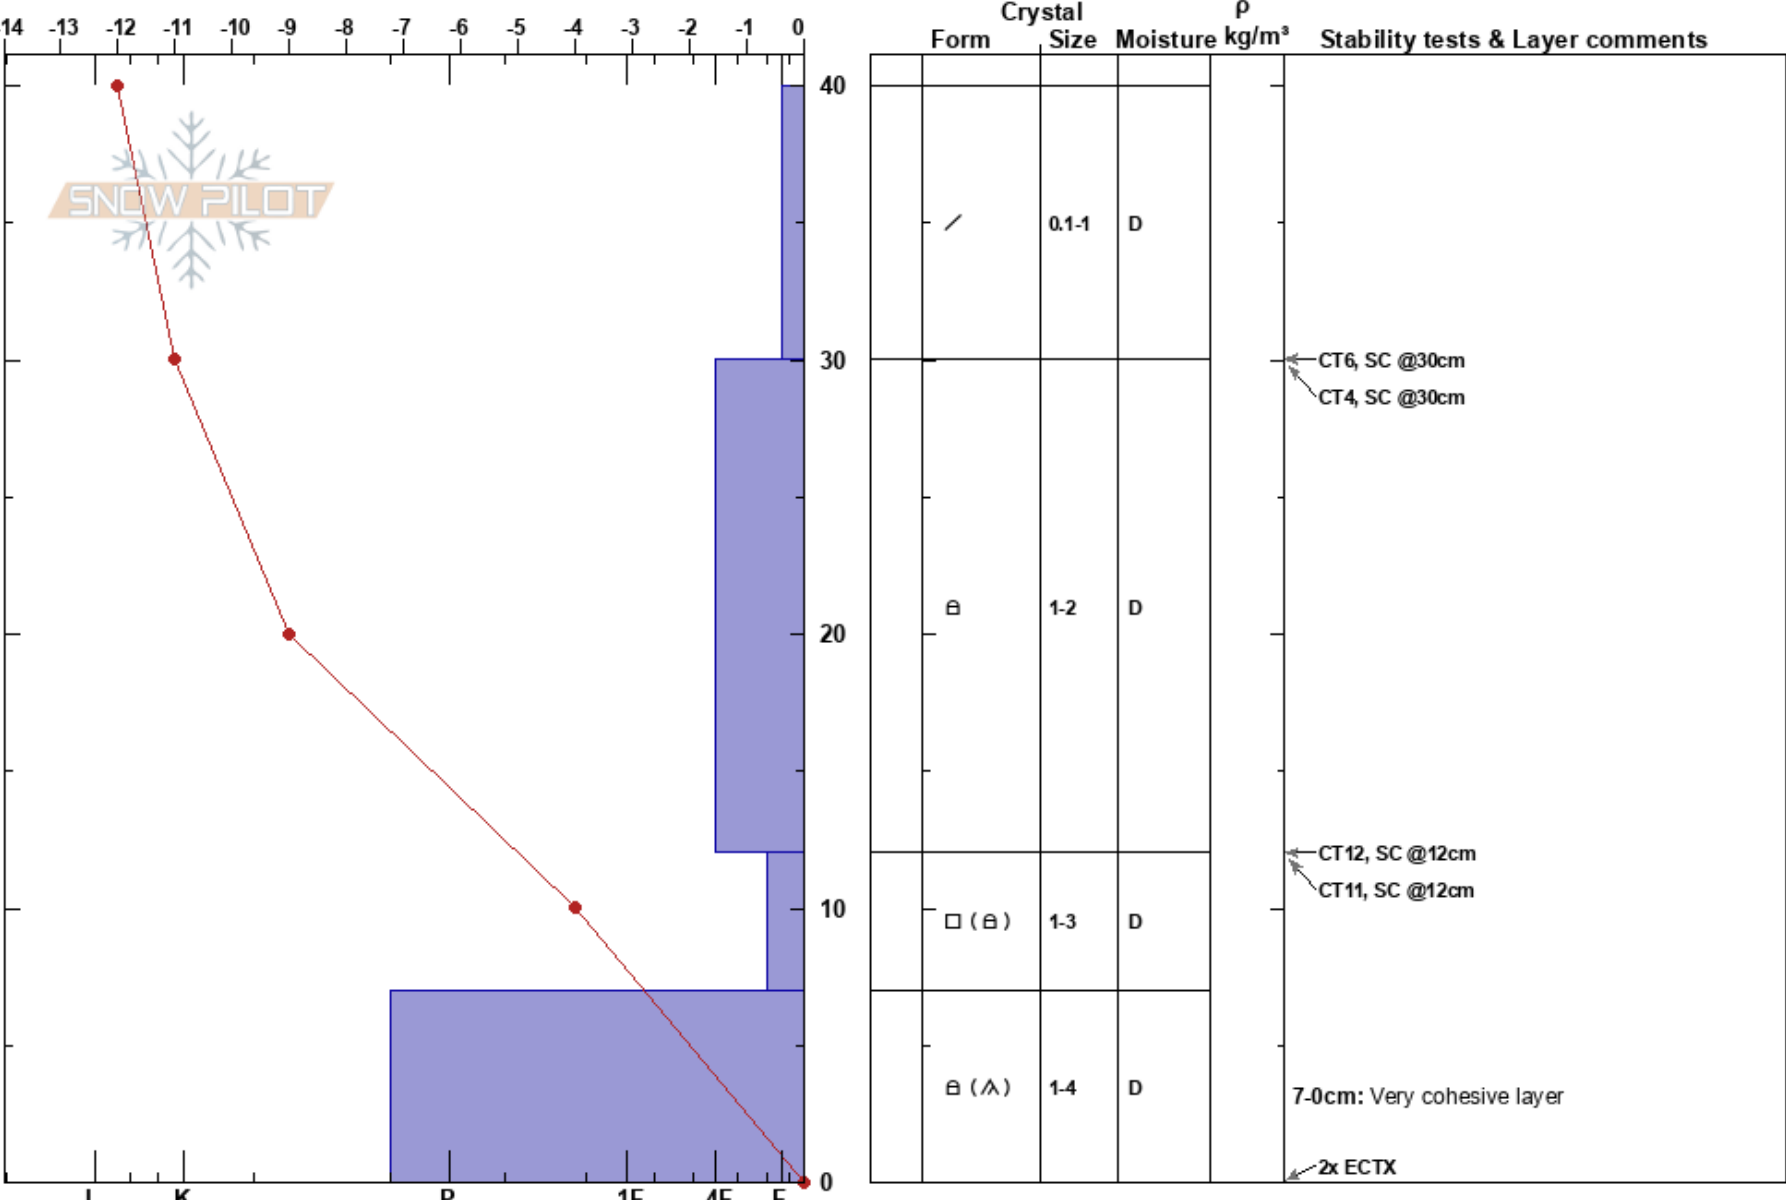 Crystal ρ
-14 -13 -12 -11 -10 -9 -8 -7 -6 -5 -4 -3 -2 -1 0 Form Size Moisture kg/m³ Stability tests & Layer comments
40
SNOW PILOT
0.1-1 D
30 CT6, SC @30cm
CT4, SC @30cm
1-2 D
20
12 CT12, SC @12cm
CT11, SC @12cm
10 ( ) 1-3 D
( ) 1-4 D 7-0cm: Very cohesive layer
2x ECTX
0
I K P 1F 4F F